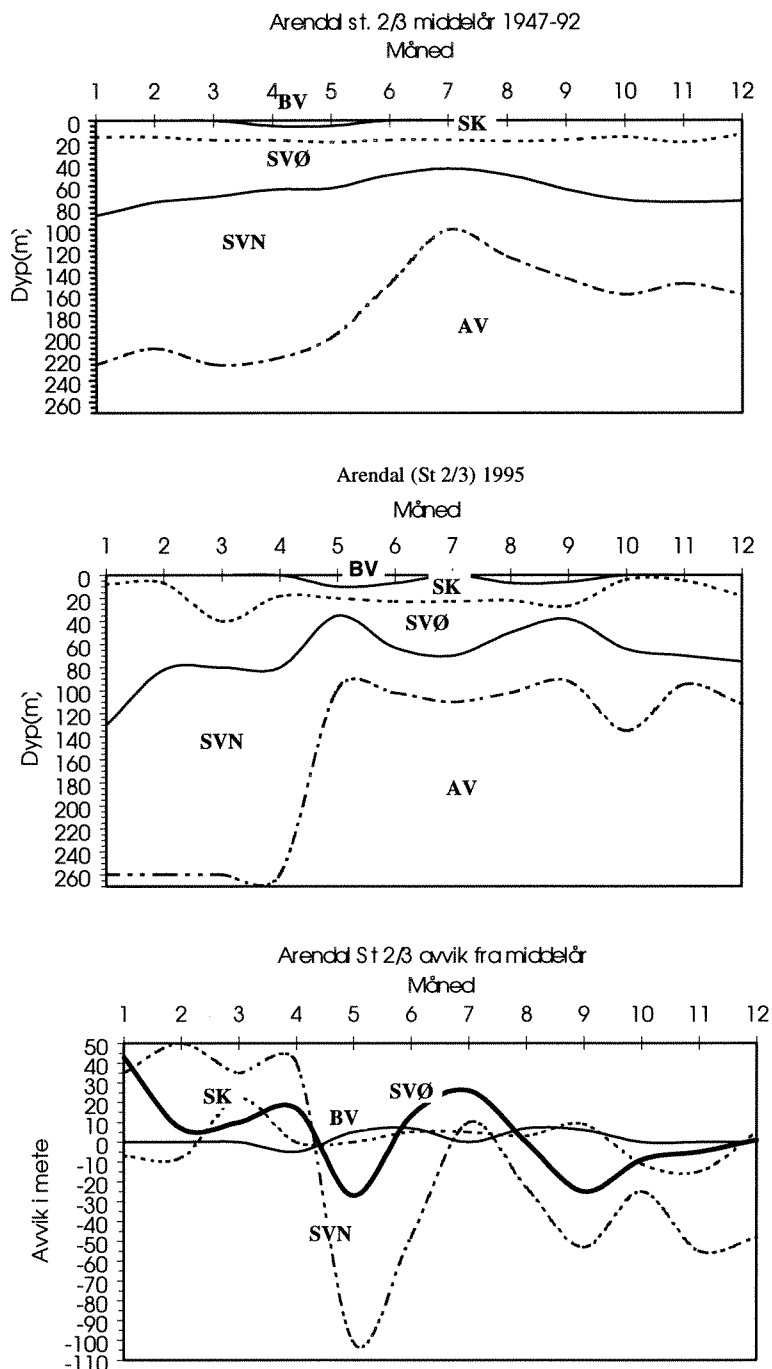 Arendal st. 2/3 middelår 1947-92
Måned
1 2 3 4 5 6 7 8 9 10 11 12
BV
SK
SVØ
SVN
AV
Dyp(m)
0
20
40
60
80
100
120
140
160
180
200
220
240
260
Arendal (St 2/3) 1995
Måned
1 2 3 4 5 6 7 8 9 10 11 12
BV
SK
SVØ
SVN
AV
Dyp(m)
0
20
40
60
80
100
120
140
160
180
200
220
240
260
Arendal St 2/3 avvik fra middelår
Måned
1 2 3 4 5 6 7 8 9 10 11 12
SK
BV
SVØ
SVN
Avvik i mete
50
40
30
20
10
0
-10
-20
-30
-40
-50
-60
-70
-80
-90
-100
-110